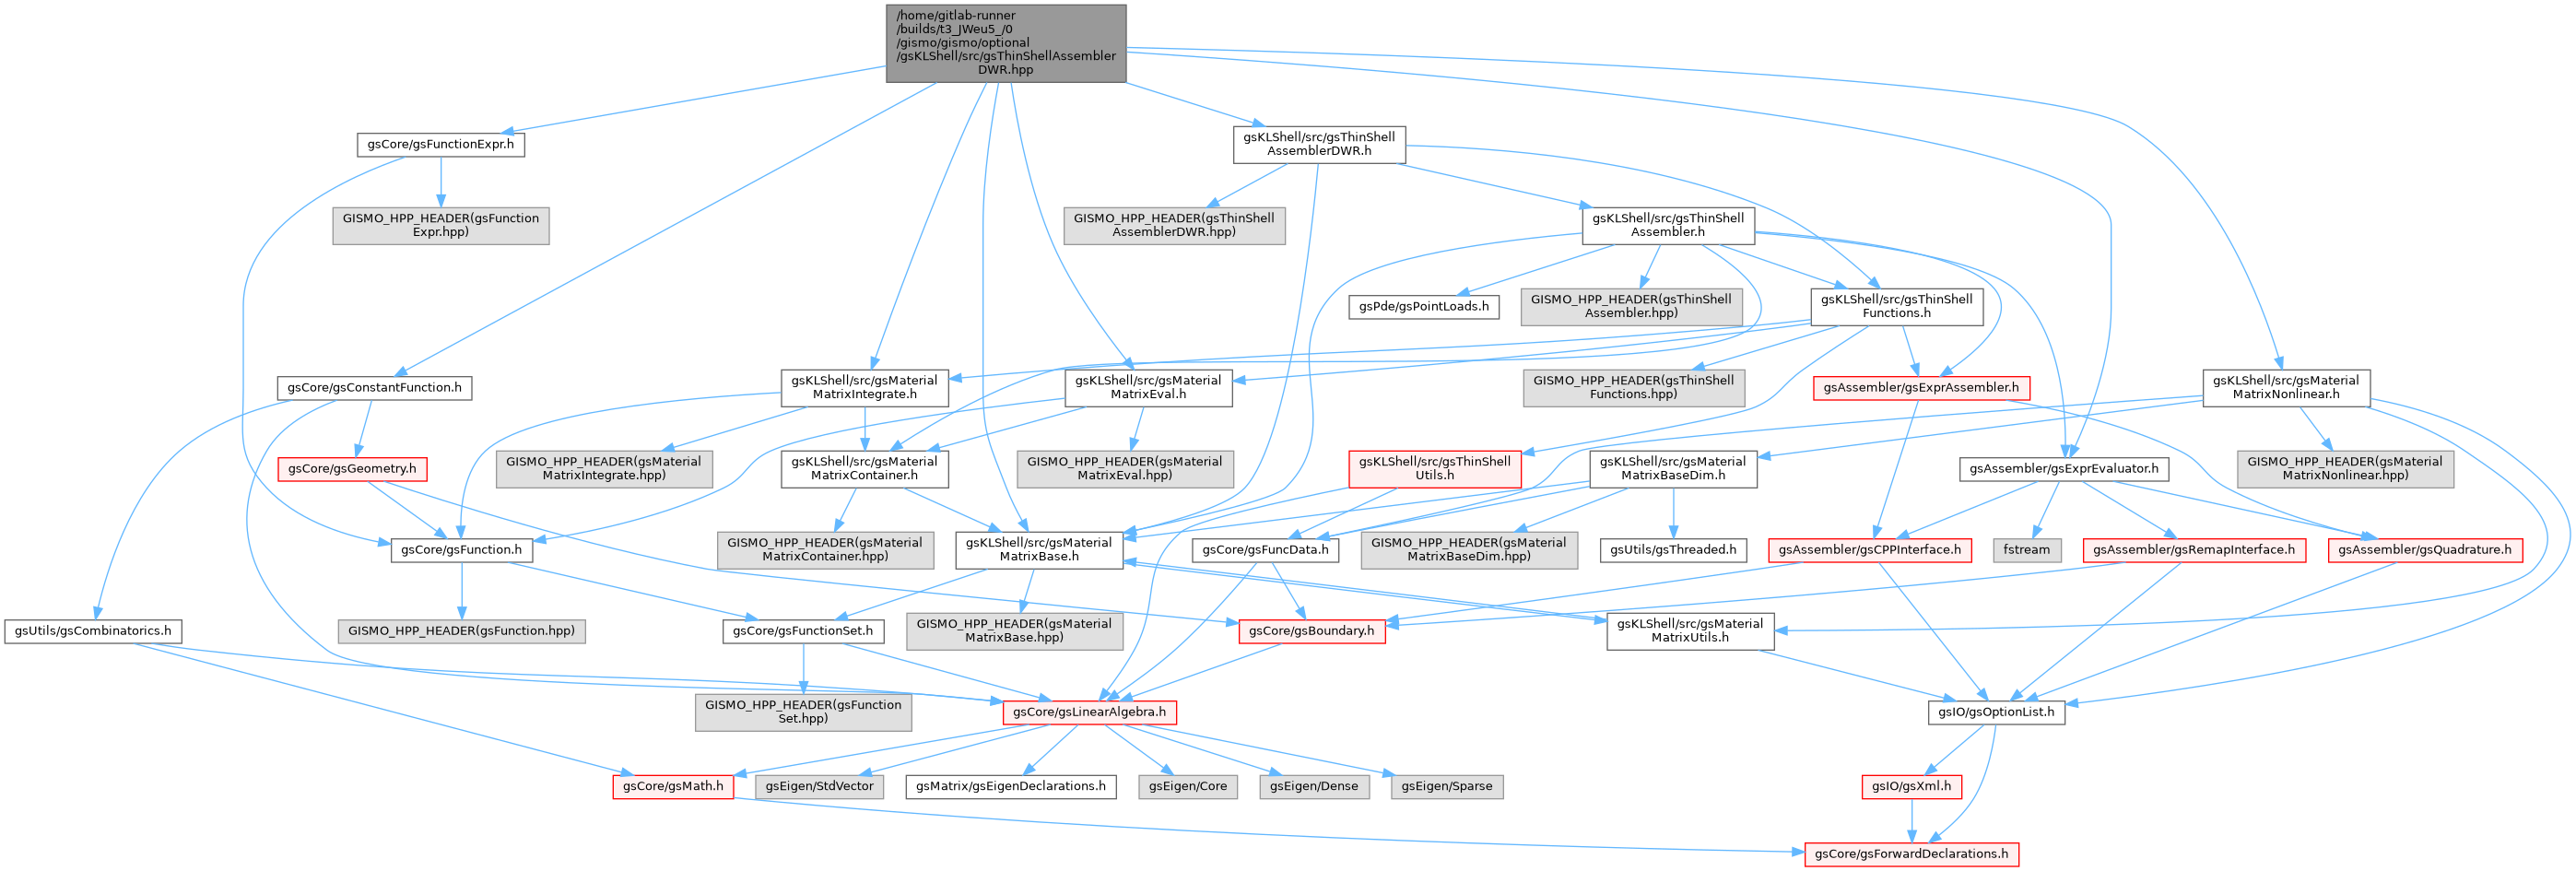 /home/gitlab-runner
/builds/t3_JWeu5_/0
/gismo/gismo/optional
/gsKLShell/src/gsThinShellAssembler
DWR.hpp
gsCore/gsFunctionExpr.h
gsKLShell/src/gsThinShell
AssemblerDWR.h
GISMO_HPP_HEADER(gsFunction
Expr.hpp)
GISMO_HPP_HEADER(gsThinShell
AssemblerDWR.hpp)
gsKLShell/src/gsThinShell
Assembler.h
gsPde/gsPointLoads.h
GISMO_HPP_HEADER(gsThinShell
Assembler.hpp)
gsKLShell/src/gsThinShell
Functions.h
gsCore/gsConstantFunction.h
gsKLShell/src/gsMaterial
MatrixIntegrate.h
gsKLShell/src/gsMaterial
MatrixEval.h
GISMO_HPP_HEADER(gsThinShell
Functions.hpp)
gsAssembler/gsExprAssembler.h
gsKLShell/src/gsMaterial
MatrixNonlinear.h
gsCore/gsGeometry.h
GISMO_HPP_HEADER(gsMaterial
MatrixIntegrate.hpp)
gsKLShell/src/gsMaterial
MatrixContainer.h
GISMO_HPP_HEADER(gsMaterial
MatrixEval.hpp)
gsKLShell/src/gsThinShell
Utils.h
gsKLShell/src/gsMaterial
MatrixBaseDim.h
gsAssembler/gsExprEvaluator.h
GISMO_HPP_HEADER(gsMaterial
MatrixNonlinear.hpp)
gsCore/gsFunction.h
GISMO_HPP_HEADER(gsMaterial
MatrixContainer.hpp)
gsKLShell/src/gsMaterial
MatrixBase.h
gsCore/gsFuncData.h
GISMO_HPP_HEADER(gsMaterial
MatrixBaseDim.hpp)
gsUtils/gsThreaded.h
gsAssembler/gsCPPInterface.h
fstream
gsAssembler/gsRemapInterface.h
gsAssembler/gsQuadrature.h
gsUtils/gsCombinatorics.h
GISMO_HPP_HEADER(gsFunction.hpp)
gsCore/gsFunctionSet.h
GISMO_HPP_HEADER(gsMaterial
MatrixBase.hpp)
gsCore/gsBoundary.h
gsKLShell/src/gsMaterial
MatrixUtils.h
GISMO_HPP_HEADER(gsFunction
Set.hpp)
gsCore/gsLinearAlgebra.h
gsIO/gsOptionList.h
gsCore/gsMath.h
gsEigen/StdVector
gsMatrix/gsEigenDeclarations.h
gsEigen/Core
gsEigen/Dense
gsEigen/Sparse
gsIO/gsXml.h
gsCore/gsForwardDeclarations.h